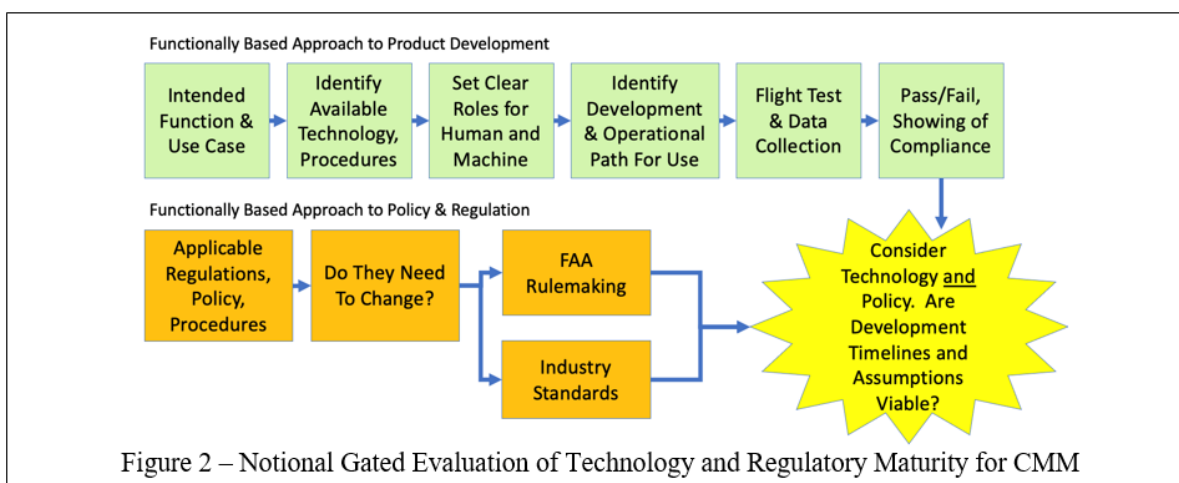 Functionally Based Approach to Product Development
Intended
Function &
Use Case
Identify
Available
Technology,
Procedures
Set Clear
Roles for
Human and
Machine
Identify
Development
& Operational
Path For Use
Flight Test
& Data
Collection
Pass/Fail,
Showing of
Compliance
Functionally Based Approach to Policy & Regulation
Applicable
Regulations,
Policy,
Procedures
Do They Need
To Change?
FAA
Rulemaking
Industry
Standards
Consider
Technology and
Policy. Are
Development
Timelines and
Assumptions
Viable?
Figure 2 – Notional Gated Evaluation of Technology and Regulatory Maturity for CMM